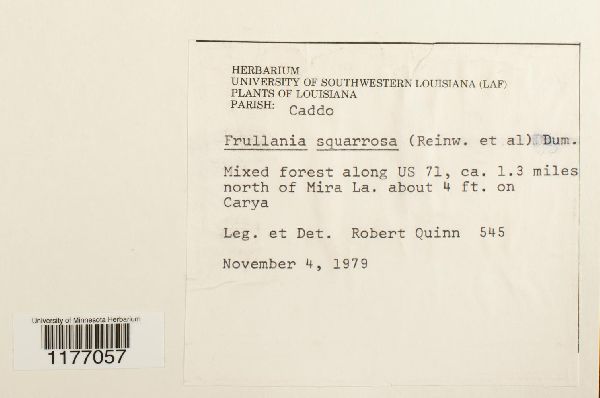 HERBARIUM
UNIVERSITY OF SOUTHWESTERN LOUISIANA (LAF)
PLANTS OF LOUISIANA
PARISH: Caddo
Frullania squarrosa (Reinw. et al) Dum.
Mixed forest along US 71, ca. 1.3 miles
north of Mira La. about 4 ft. on
Carya
Leg. et Det. Robert Quinn 545
November 4, 1979
University of Minnesota Herbarium
1177057